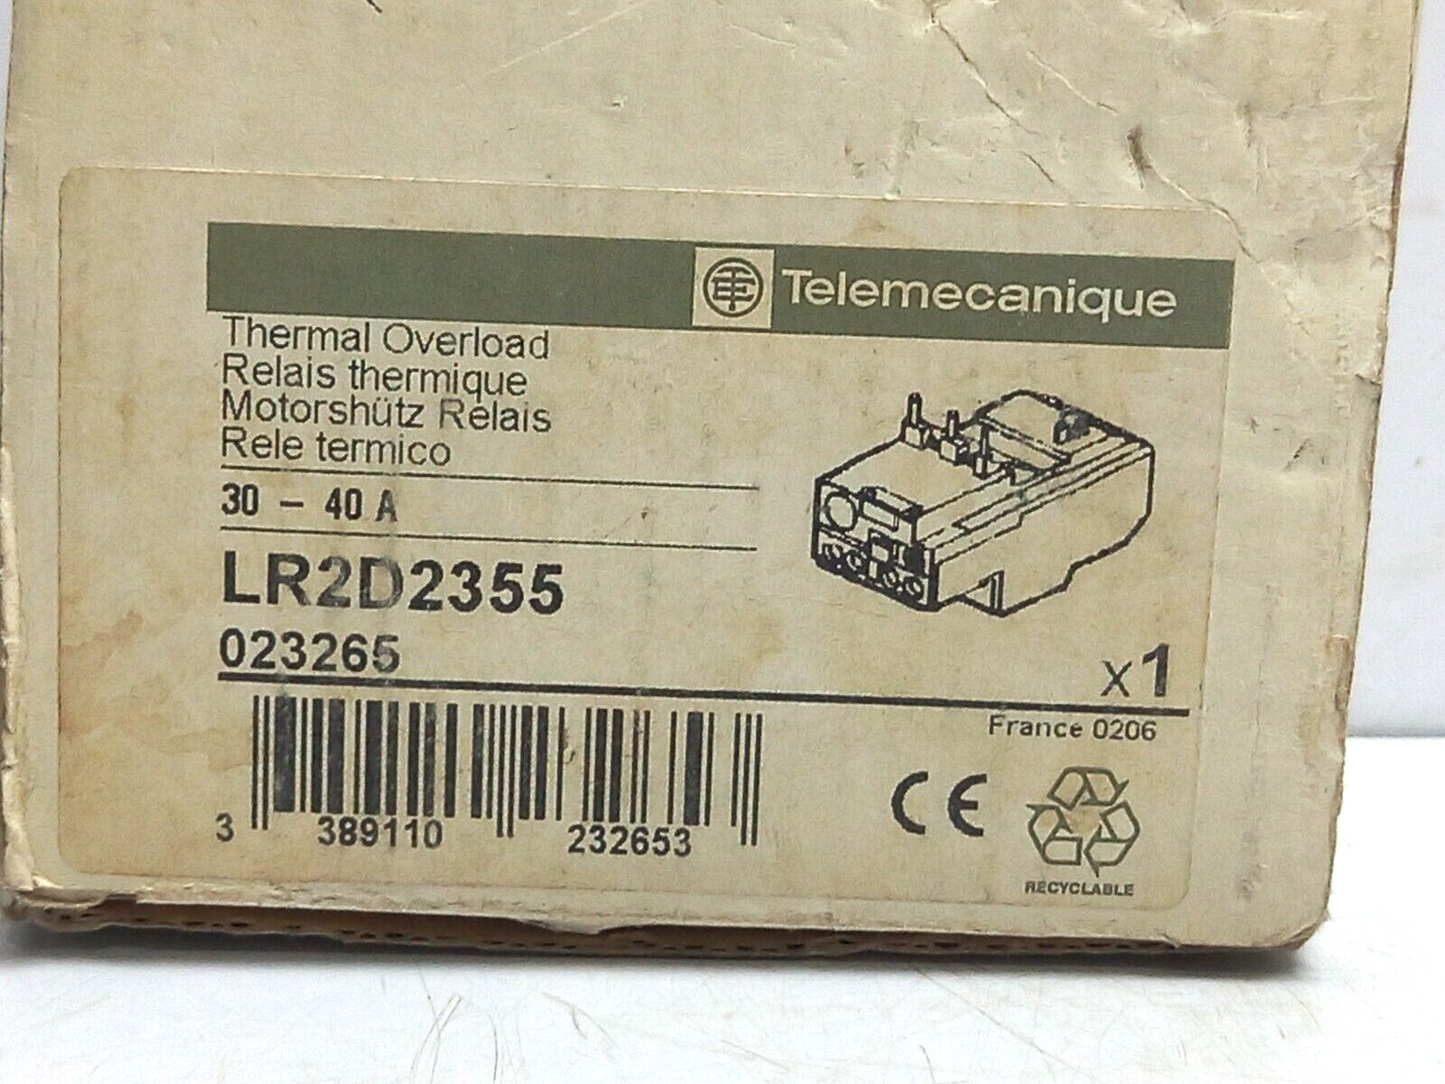 Telemecanique
Thermal Overload
Relais thermique
Motorshütz Relais
Rele termico
30 - 40 A
LR2D2355
023265
x1
France 0206
3 389110 232653
CE
RECYCLABLE